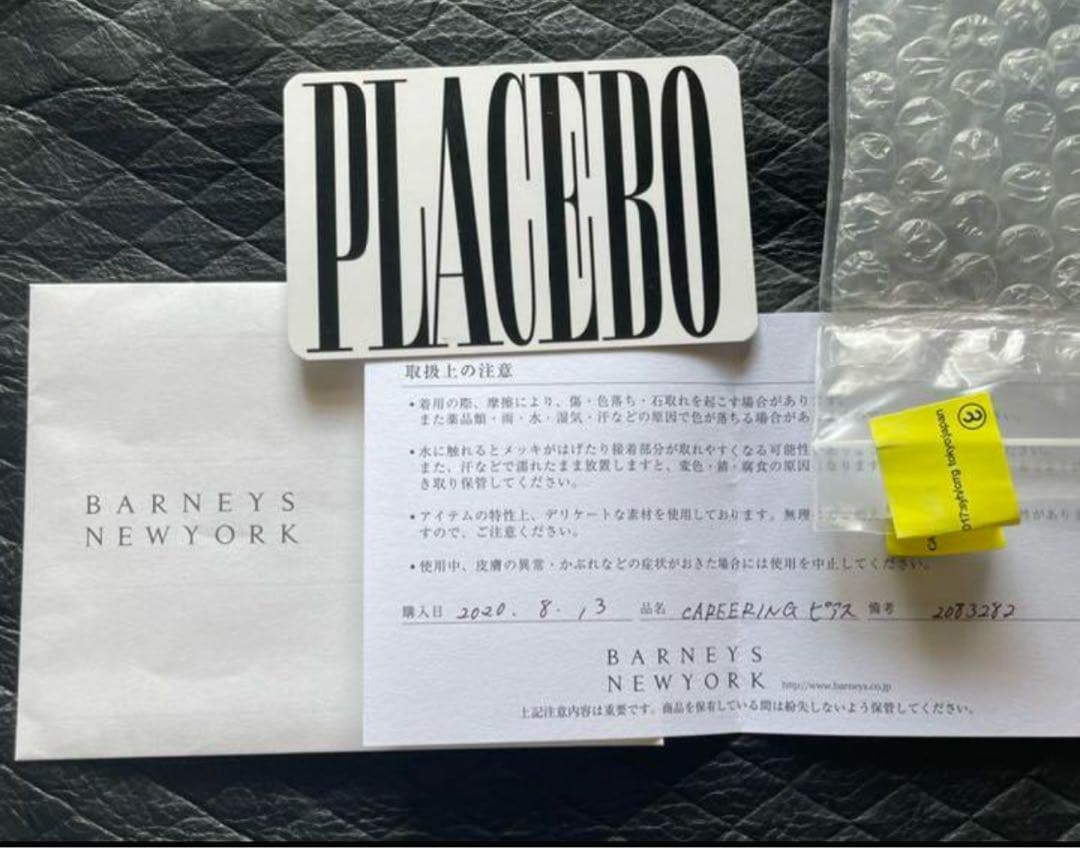 PLACEBO
BARNEYS
NEWYORK
取扱上の注意
•着用の際、摩擦により、傷・色落ち・石取れを起こす場合があり
また薬品類・雨・水・湿気・汗などの原因で色が落ちる場合があ
•水に触れるとメッキがはげたり接着部分が取れやすくなる可能性
また、汗などで濡れたまま放置しますと、変色・錆・腐食の原因
き取り保管してください。
•アイテムの特性上、デリケートな素材を使用しております。無理
すので、ご注意ください。
•使用中、皮膚の異常・かぶれなどの症状がおきた場合には使用を中止してください。
購入日 2020. 8. 13 品名 CAREERING ピアス 備考 2083282
BARNEYS
NEWYORK http://www.barneys.co.jp
上記注意内容は重要です。商品を保有している間は紛失しないよう保管してください。
③
tokyo/japan